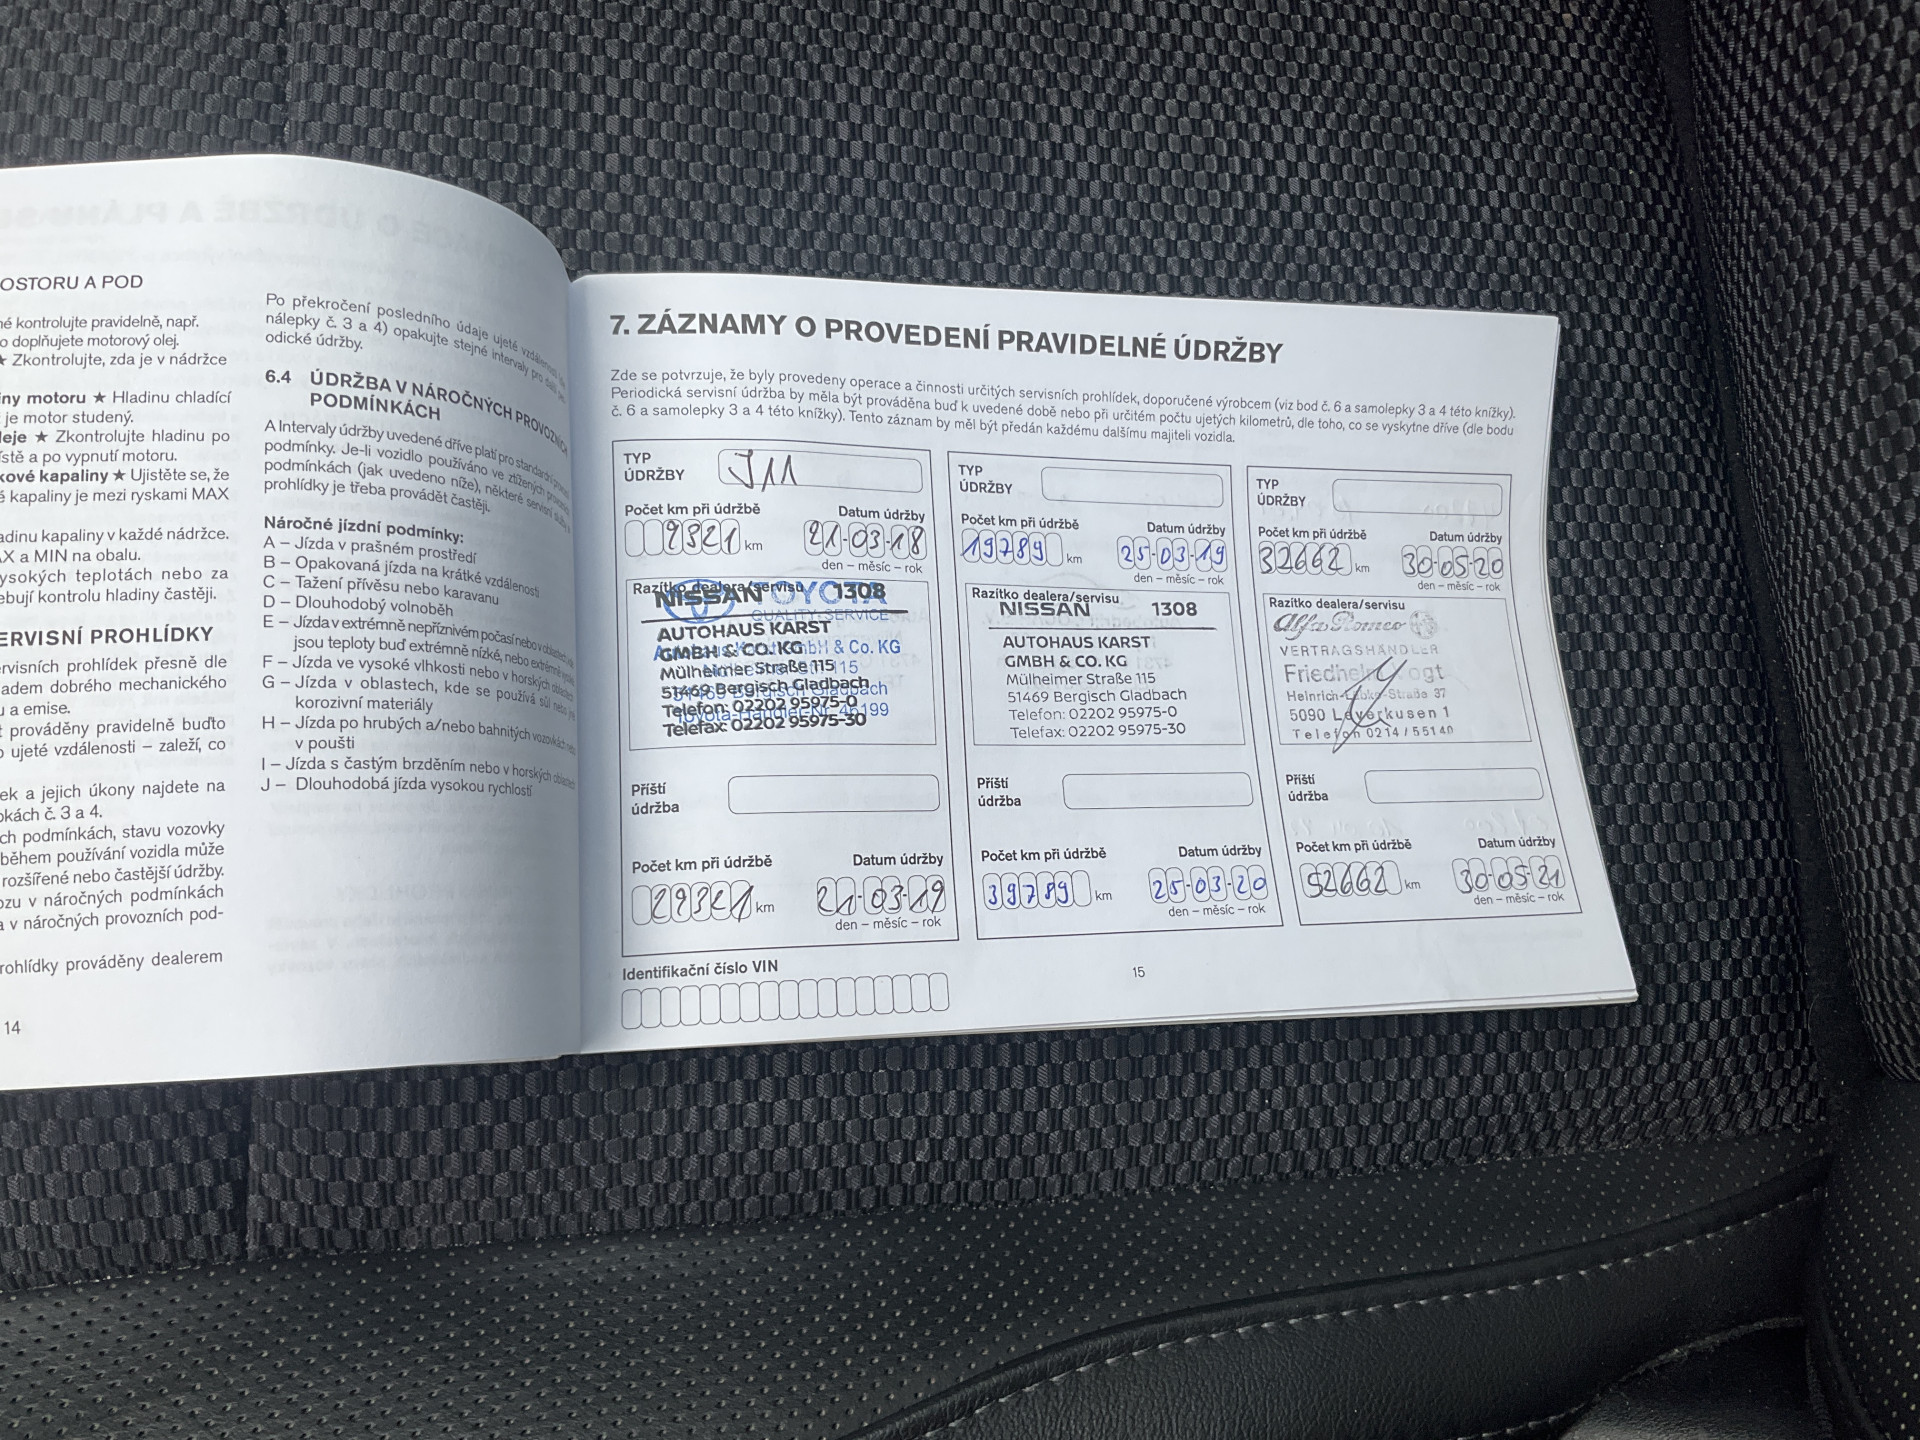 OSTORU A POD
né kontrolujte pravidelně, např.
o doplňujete motorový olej.
★ Zkontrolujte, zda je v nádržce
iny motoru ★ Hladinu chladící
je motor studený.
leje ★ Zkontrolujte hladinu po
ístě a po vypnutí motoru.
kové kapaliny ★ Ujistěte se, že
é kapaliny je mezi ryskami MAX
adinu kapaliny v každé nádržce.
AX a MIN na obalu.
ysokých teplotách nebo za
ebují kontrolu hladiny častěji.
ERVISNÍ PROHLÍDKY
rvisních prohlídek přesně dle
ladem dobrého mechanického
u a emise.
t prováděny pravidelně buďto
o ujeté vzdálenosti – zaleží, co
ek a jejich úkony najdete na
pkách č. 3 a 4.
ch podmínkách, stavu vozovky
během používání vozidla může
rozšířené nebo častější údržby.
ozu v náročných podmínkách
a v náročných provozních pod-
rohlídky prováděny dealerem
14
Po překročení posledního údaje ujeté
nálepky č. 3 a 4) opakujte stejné intervaly pro
odické údržby.
6.4 ÚDRŽBA V NÁROČNÝCH PROVOZNÍCH
PODMÍNKÁCH
A Intervaly údržby uvedené dříve platí pro standardní
podmínky. Je-li vozidlo používáno ve ztížených
podmínkách (jak uvedeno níže), některé servisní
prohlídky je třeba provádět častěji.
Náročné jízdní podmínky:
A – Jízda v prašném prostředí
B – Opakovaná jízda na krátké vzdálenosti
C – Tažení přívěsu nebo karavanu
D – Dlouhodobý volnoběh
E – Jízda v extrémně nepříznivém počasí nebo v
jsou teploty buď extrémně nízké, nebo extrémně
F – Jízda ve vysoké vlhkosti nebo v horských
G – Jízda v oblastech, kde se používá sůl nebo
korozivní materiály
H – Jízda po hrubých a/nebo bahnitých vozovkách
v poušti
I – Jízda s častým brzděním nebo v horských oblastech
J – Dlouhodobá jízda vysokou rychlostí
7. ZÁZNAMY O PROVEDENÍ PRAVIDELNÉ ÚDRŽBY
Zde se potvrzuje, že byly provedeny operace a činnosti určitých servisních prohlídek, doporučené výrobcem (viz bod č. 6 a samolepky 3 a 4 této knížky).
Periodická servisní údržba by měla být prováděna buď k uvedené době nebo při určitém počtu ujetých kilometrů, dle toho, co se vyskytne dříve (dle bodu
č. 6 a samolepky 3 a 4 této knížky). Tento záznam by měl být předán každému dalšímu majiteli vozidla.
TYP
ÚDRŽBY J11
Počet km při údržbě Datum údržby
9321 km 21-03-18
den – měsíc – rok
Razítko dealera/servisu
NISSAN 1308
TOYOTA
QUALITY SERVICE
AUTOHAUS KARST
GMBH & CO. KG
Mülheimer Straße 115
51469 Bergisch Gladbach
Telefon: 02202 95975-0
Telefax: 02202 95975-30
Příští
údržba
Počet km při údržbě Datum údržby
29321 km 21-03-19
den – měsíc – rok
Identifikační číslo VIN
TYP
ÚDRŽBY
Počet km při údržbě Datum údržby
19789 km 25-03-19
den – měsíc – rok
Razítko dealera/servisu
NISSAN 1308
AUTOHAUS KARST
GMBH & CO. KG
Mülheimer Straße 115
51469 Bergisch Gladbach
Telefon: 02202 95975-0
Telefax: 02202 95975-30
Příští
údržba
Počet km při údržbě Datum údržby
39789 km 25-03-20
den – měsíc – rok
TYP
ÚDRŽBY
Počet km při údržbě Datum údržby
32662 km 30-05-20
den – měsíc – rok
Razítko dealera/servisu
Alfa Romeo
VERTRAGSHÄNDLER
Friedhelm Vogt
Heinrich-Lübke-Straße 37
5090 Leverkusen 1
Telefon 0214/55140
Příští
údržba
Počet km při údržbě Datum údržby
52662 km 30-05-21
den – měsíc – rok
15